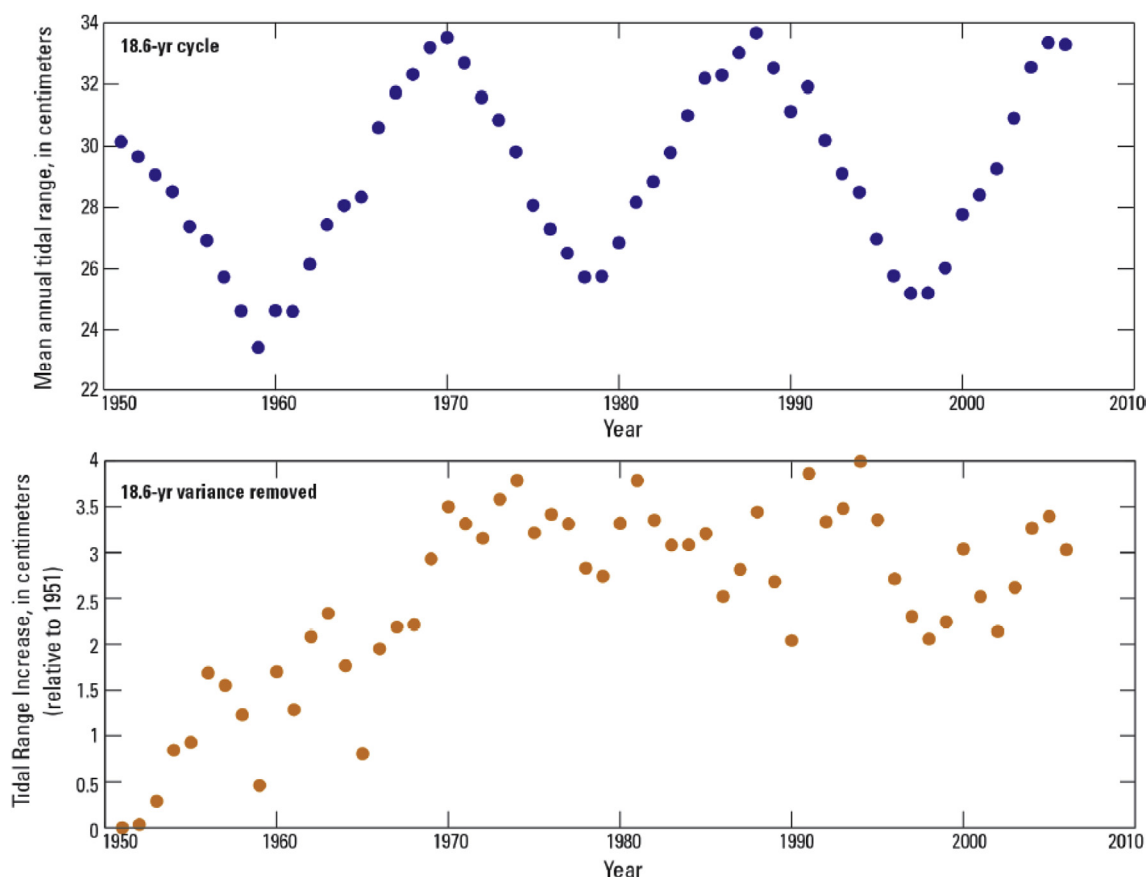 34
32
30
28
26
24
22
Mean annual tidal range, in centimeters
18.6-yr cycle
1950 1960 1970 1980 1990 2000 2010
Year
4
3.5
3
2.5
2
1.5
1
0.5
0
Tidal Range Increase, in centimeters
(relative to 1951)
18.6-yr variance removed
1950 1960 1970 1980 1990 2000 2010
Year